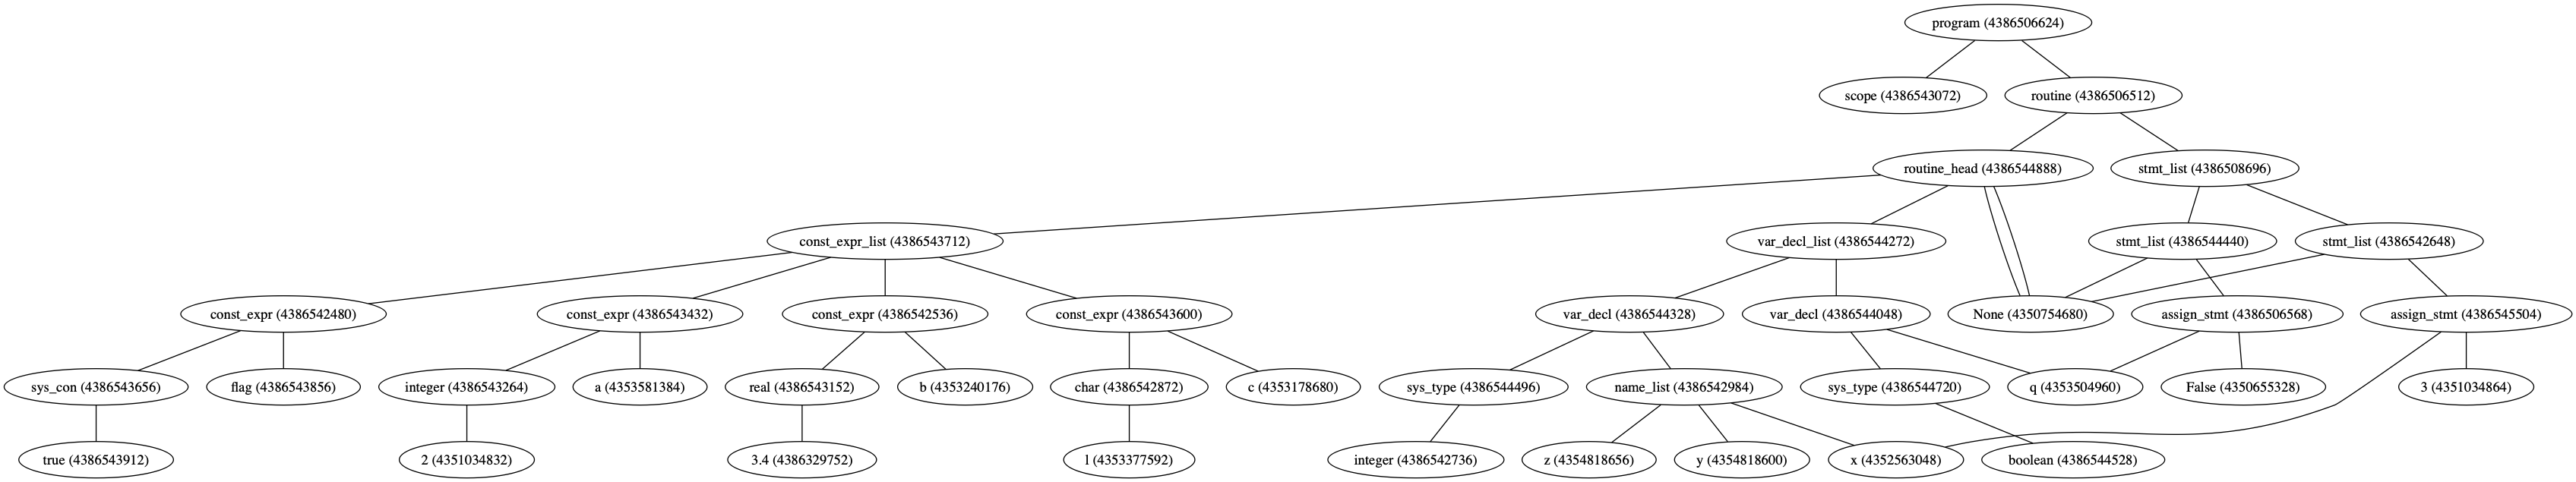 program (4386506624)
scope (4386543072)
routine (4386506512)
routine_head (4386544888)
stmt_list (4386508696)
const_expr_list (4386543712)
var_decl_list (4386544272)
stmt_list (4386544440)
stmt_list (4386542648)
const_expr (4386542480)
const_expr (4386543432)
const_expr (4386542536)
const_expr (4386543600)
var_decl (4386544328)
var_decl (4386544048)
None (4350754680)
assign_stmt (4386506568)
assign_stmt (4386545504)
sys_con (4386543656)
flag (4386543856)
integer (4386543264)
a (4353581384)
real (4386543152)
b (4353240176)
char (4386542872)
c (4353178680)
sys_type (4386544496)
name_list (4386542984)
sys_type (4386544720)
q (4353504960)
False (4350655328)
3 (4351034864)
true (4386543912)
2 (4351034832)
3.4 (4386329752)
l (4353377592)
integer (4386542736)
z (4354818656)
y (4354818600)
x (4352563048)
boolean (4386544528)